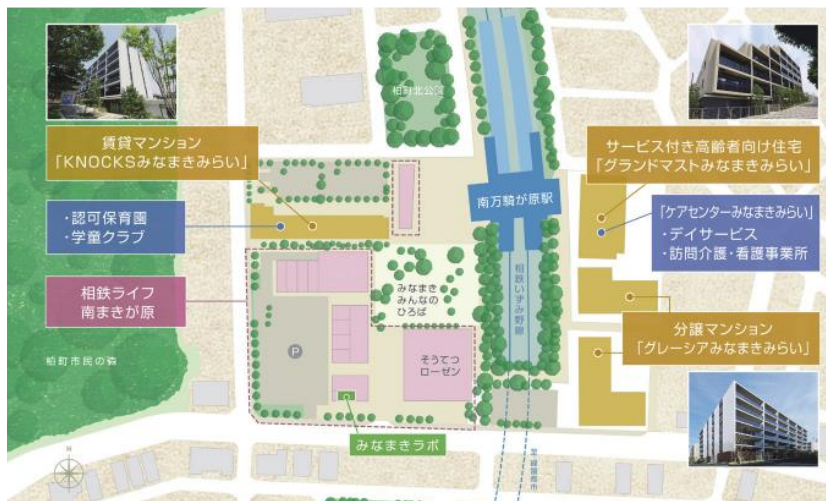 柏町北公園
賃貸マンション
「KNOCKSみなまきみらい」
サービス付き高齢者向け住宅
「グランドマストみなまきみらい」
南万騎が原駅
・認可保育園
・学童クラブ
「ケアセンターみなまきみらい」
・デイサービス
・訪問介護・看護事業所
相鉄ライフ
南まきが原
みなまき
みんなの
ひろば
相鉄いずみ野線
分譲マンション
「グレーシアみなまきみらい」
P
そうてつ
ローゼン
柏町市民の森
みなまきラボ
N